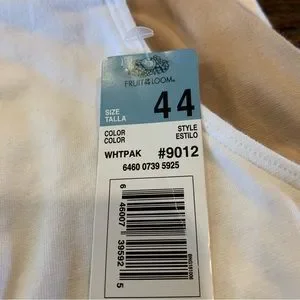 FRUIT OF THE LOOM®
SIZE
TALLA
44
COLOR
COLOR
STYLE
ESTILO
WHTPAK #9012
6460 0739 5925
6 46007 39592 5